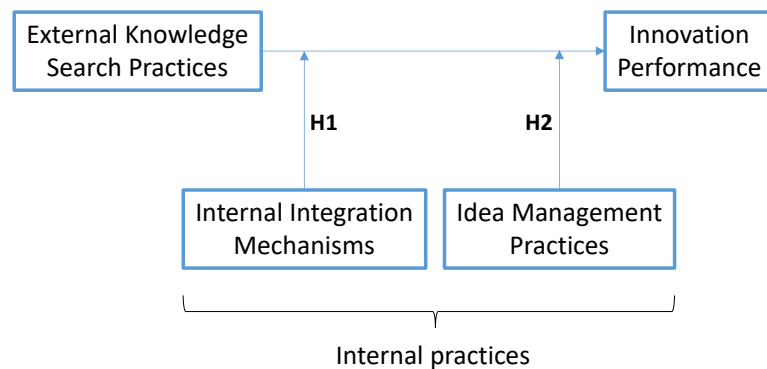 External Knowledge
Search Practices
Innovation
Performance
H1
H2
Internal Integration
Mechanisms
Idea Management
Practices
Internal practices